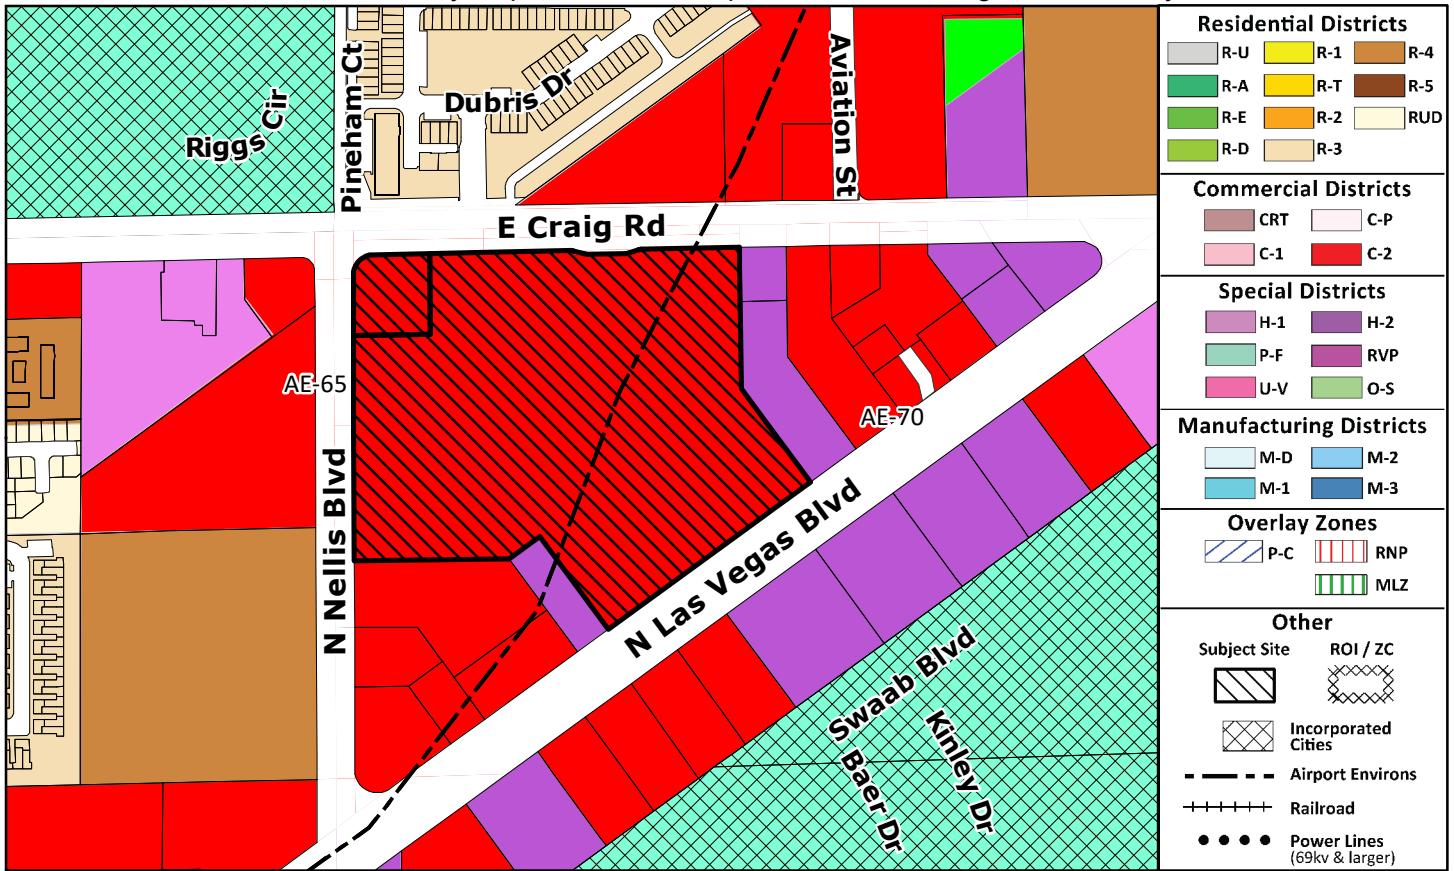 Riggs Cir
Pineham Ct
Dubris Dr
Aviation St
E Craig Rd
AE-65
AE-70
N Nellis Blvd
N Las Vegas Blvd
Swaab Blvd
Kinley Dr
Baer Dr
Residential Districts
R-U R-1 R-4
R-A R-T R-5
R-E R-2 RUD
R-D R-3
Commercial Districts
CRT C-P
C-1 C-2
Special Districts
H-1 H-2
P-F RVP
U-V O-S
Manufacturing Districts
M-D M-2
M-1 M-3
Overlay Zones
P-C RNP
MLZ
Other
Subject Site ROI / ZC
Incorporated
Cities
Airport Environs
Railroad
Power Lines
(69kv & larger)